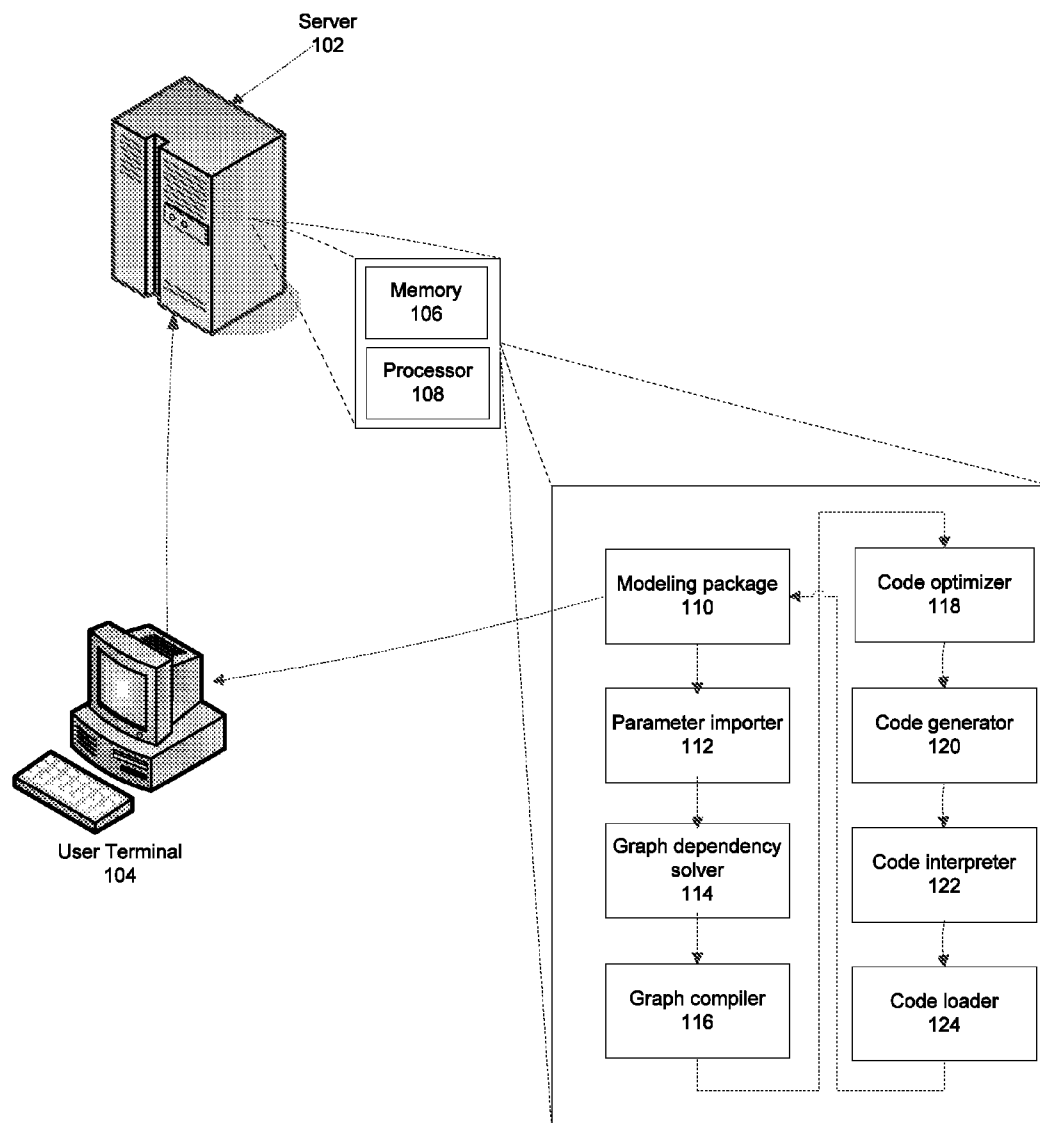 Server
102
Memory
106
Processor
108
Modeling package
110
Parameter importer
112
Graph dependency
solver
114
Graph compiler
116
Code optimizer
118
Code generator
120
Code interpreter
122
Code loader
124
User Terminal
104